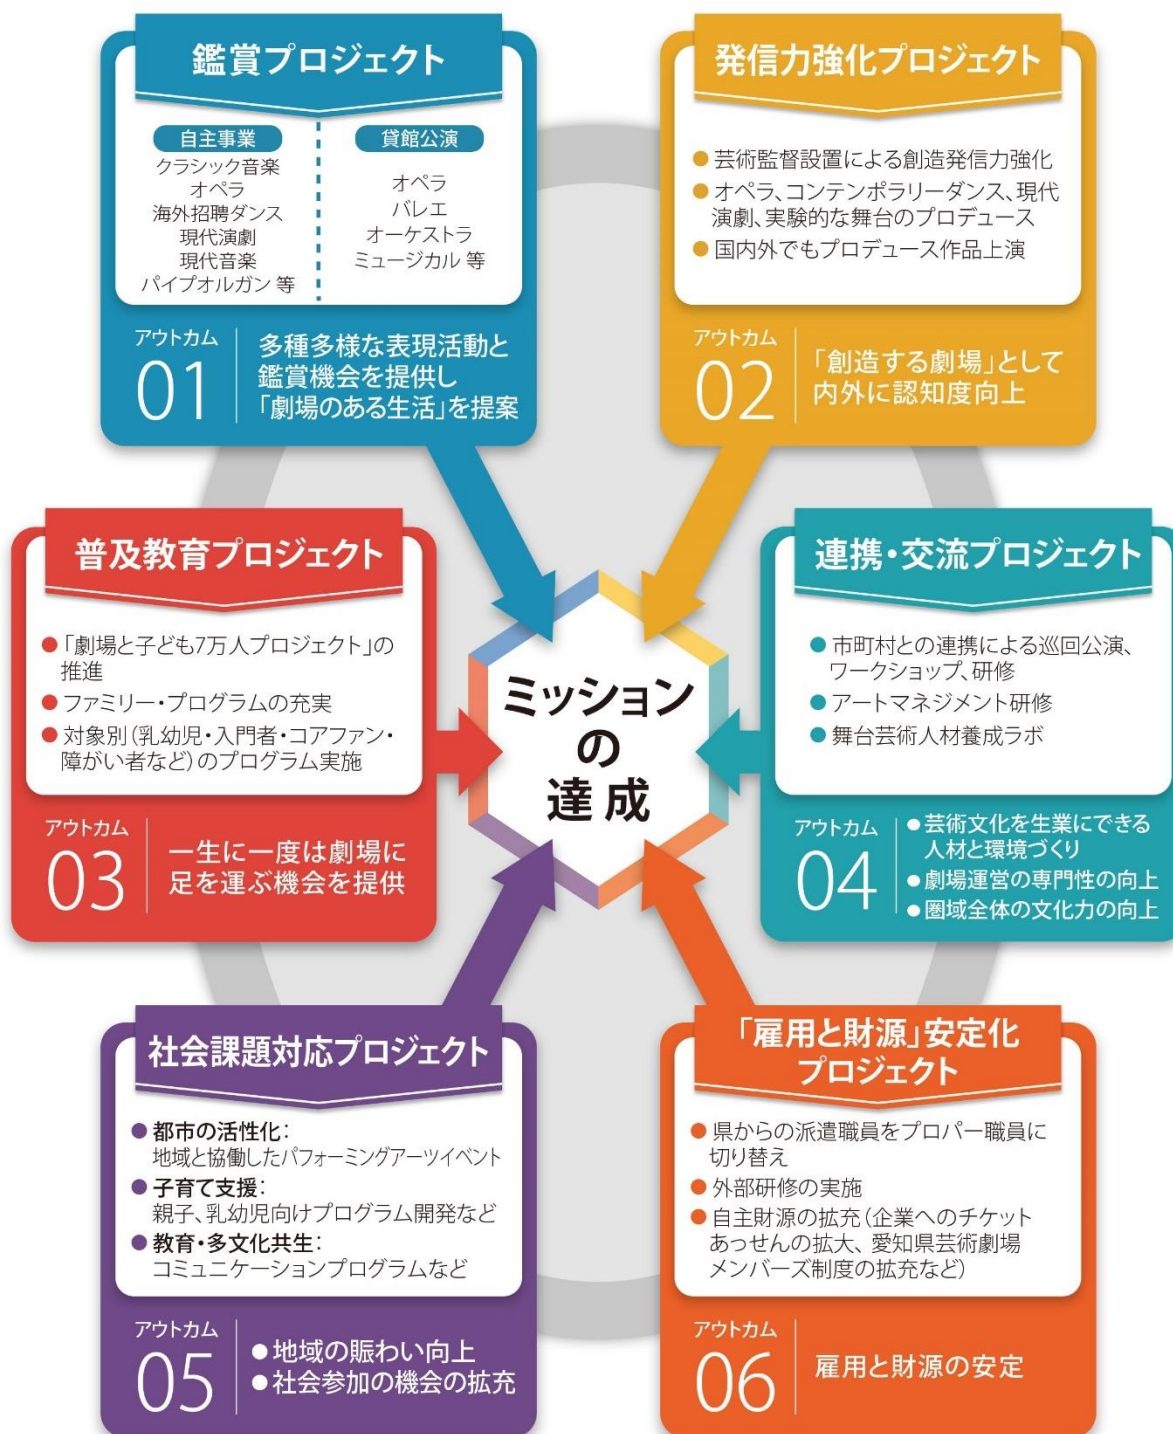 鑑賞プロジェクト
自主事業
クラシック音楽
オペラ
海外招聘ダンス
現代演劇
現代音楽
パイプオルガン 等
貸館公演
オペラ
バレエ
オーケストラ
ミュージカル 等
アウトカム
01
多種多様な表現活動と
鑑賞機会を提供し
「劇場のある生活」を提案
発信力強化プロジェクト
●芸術監督設置による創造発信力強化
●オペラ、コンテンポラリーダンス、現代
演劇、実験的な舞台のプロデュース
●国内外でもプロデュース作品上演
アウトカム
02
「創造する劇場」として
内外に認知度向上
普及教育プロジェクト
●「劇場と子ども7万人プロジェクト」の
推進
●ファミリー・プログラムの充実
●対象別(乳幼児・入門者・コアファン・
障がい者など)のプログラム実施
アウトカム
03
一生に一度は劇場に
足を運ぶ機会を提供
ミッション
の
達成
連携・交流プロジェクト
●市町村との連携による巡回公演、
ワークショップ、研修
●アートマネジメント研修
●舞台芸術人材養成ラボ
アウトカム
04
●芸術文化を生業にできる
人材と環境づくり
●劇場運営の専門性の向上
●圏域全体の文化力の向上
社会課題対応プロジェクト
●都市の活性化:
地域と協働したパフォーミングアーツイベント
●子育て支援:
親子、乳幼児向けプログラム開発など
●教育・多文化共生:
コミュニケーションプログラムなど
アウトカム
05
●地域の賑わい向上
●社会参加の機会の拡充
「雇用と財源」安定化
プロジェクト
●県からの派遣職員をプロパー職員に
切り替え
●外部研修の実施
●自主財源の拡充(企業へのチケット
あっせんの拡大、愛知県芸術劇場
メンバーズ制度の拡充など)
アウトカム
06
雇用と財源の安定